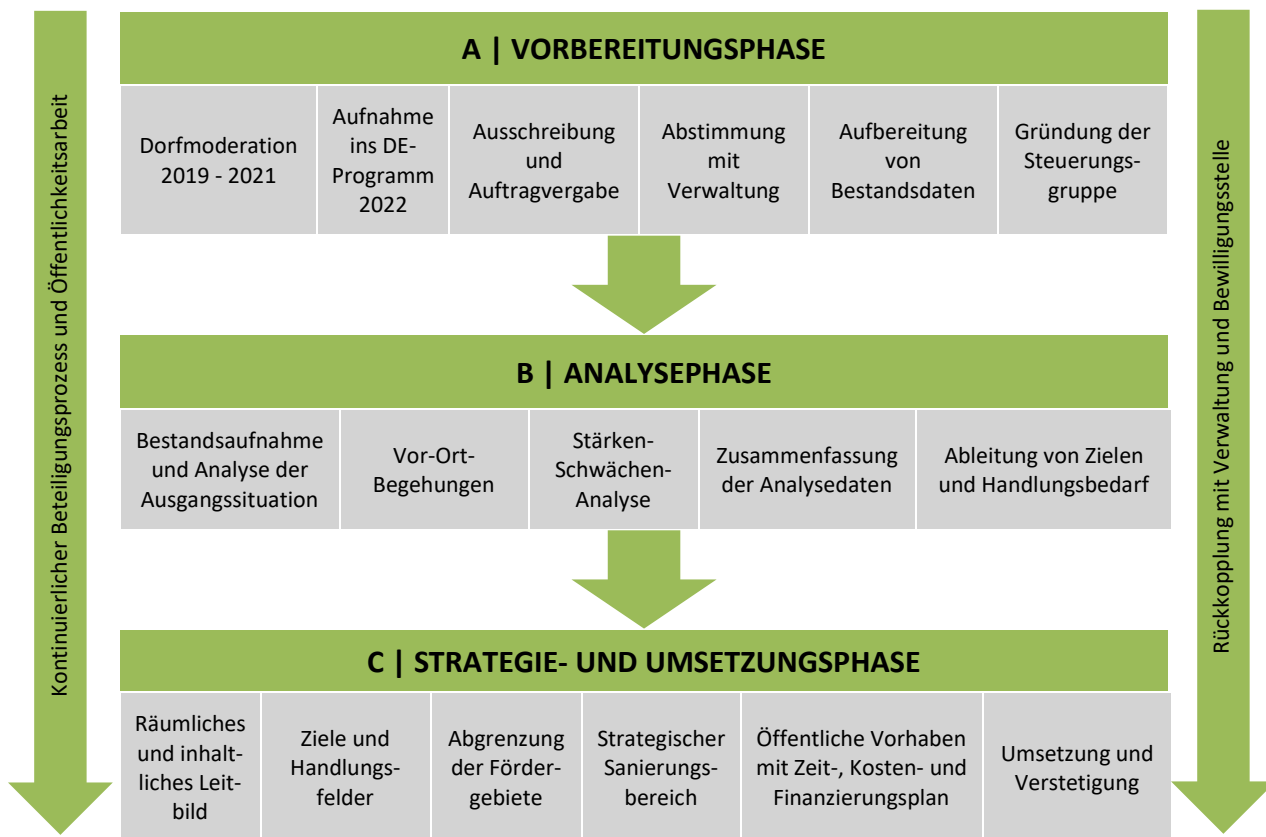 Kontinuierlicher Beteiligungsprozess und Öffentlichkeitsarbeit
A | VORBEREITUNGSPHASE
Dorfmoderation
2019 - 2021
Aufnahme
ins DE-
Programm
2022
Ausschreibung
und
Auftragvergabe
Abstimmung
mit
Verwaltung
Aufbereitung
von
Bestandsdaten
Gründung der
Steuerungs-
gruppe
B | ANALYSEPHASE
Bestandsaufnahme
und Analyse der
Ausgangssituation
Vor-Ort-
Begehungen
Stärken-
Schwächen-
Analyse
Zusammenfassung
der Analysedaten
Ableitung von Zielen
und Handlungsbedarf
C | STRATEGIE- UND UMSETZUNGSPHASE
Räumliches
und inhalt-
liches Leit-
bild
Ziele und
Handlungs-
felder
Abgrenzung
der Förder-
gebiete
Strategischer
Sanierungs-
bereich
Öffentliche Vorhaben
mit Zeit-, Kosten- und
Finanzierungsplan
Umsetzung und
Verstetigung
Rückkopplung mit Verwaltung und Bewilligungsstelle